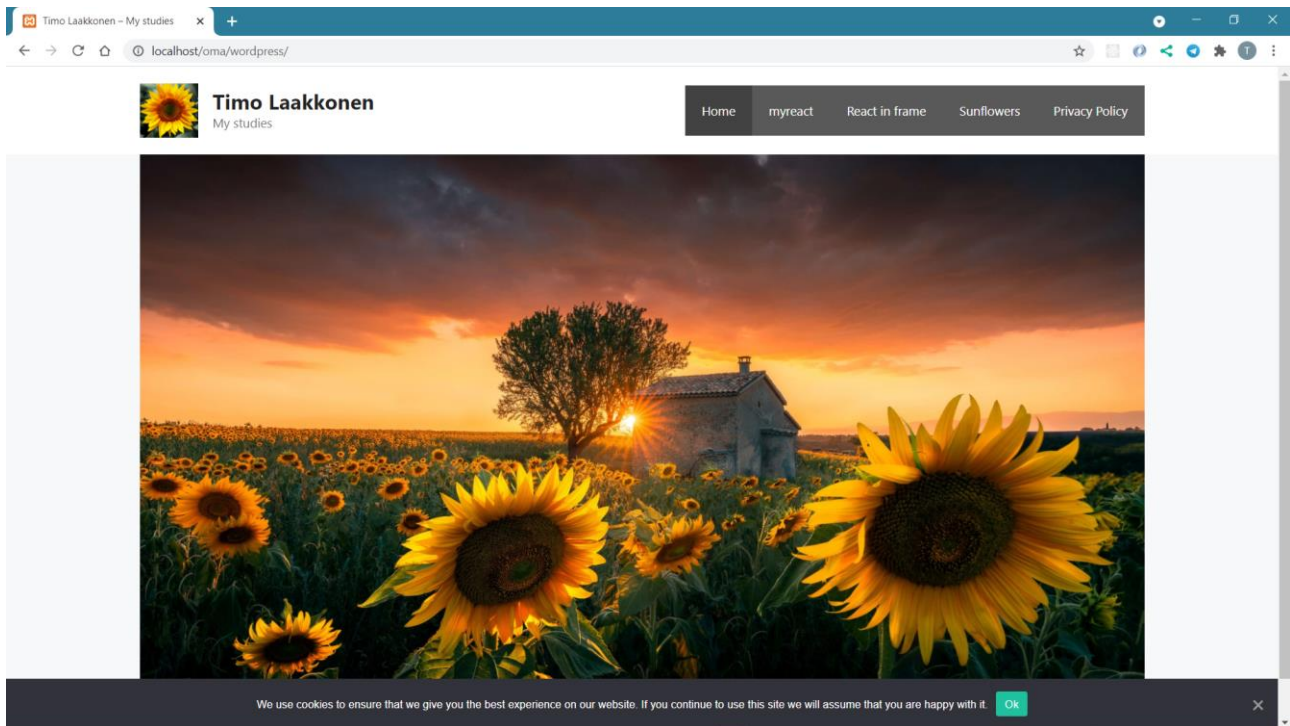 Timo Laakkonen – My studies
localhost/oma/wordpress/
T
Timo Laakkonen
My studies
Home myreact React in frame Sunflowers Privacy Policy
We use cookies to ensure that we give you the best experience on our website. If you continue to use this site we will assume that you are happy with it. Ok